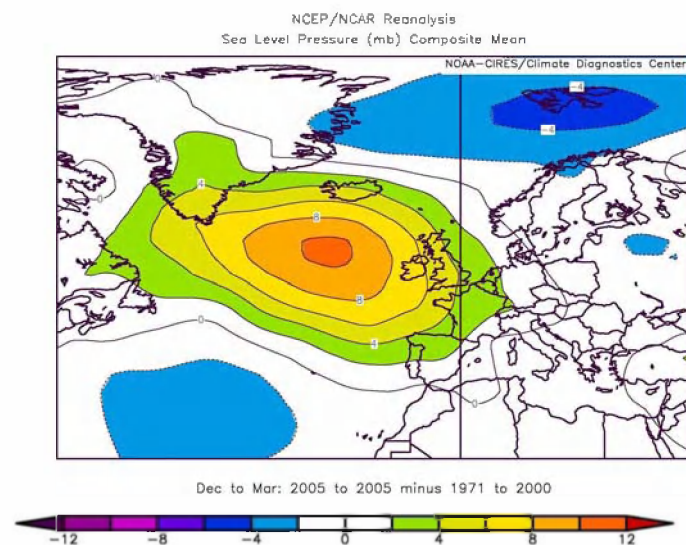 NCEP/NCAR Reanalysis
Sea Level Pressure (mb) Composite Mean
NOAA-CIRES/Climate Diagnostics Center
0
-4
-4
0
4
8
8
4
0
0
Dec to Mar: 2005 to 2005 minus 1971 to 2000
-12 -8 -4 0 4 8 12